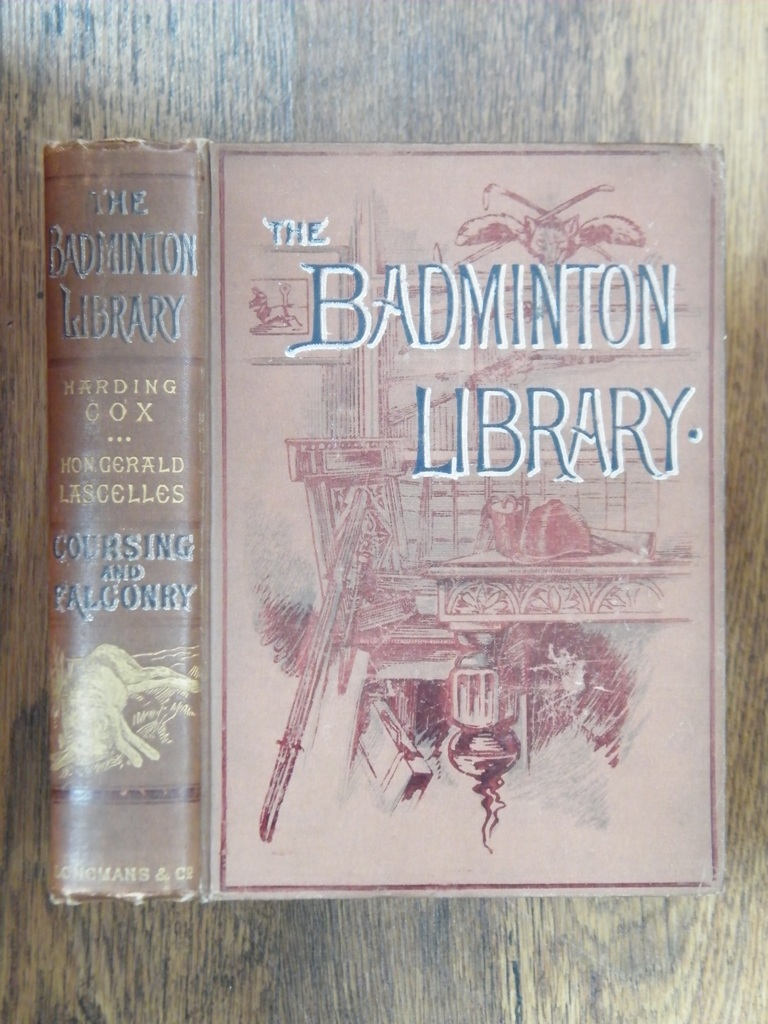 THE
BADMINTON
LIBRARY
HARDING
COX
...
HON. GERALD
LASCELLES
COURSING
AND
FALCONRY
LONGMANS & Co
THE
BADMINTON
LIBRARY.